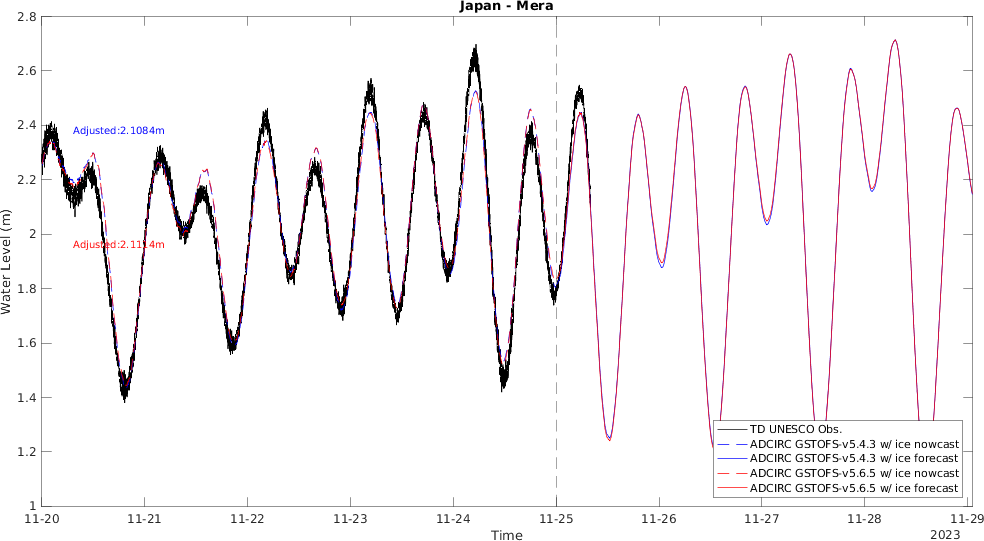 Japan - Mera
2.8
2.6
2.4
2.2
2
1.8
1.6
1.4
1.2
1
Water Level (m)
Adjusted:2.1084m
Adjusted:2.1114m
TD UNESCO Obs.
ADCIRC GSTOFS-v5.4.3 w/ ice nowcast
ADCIRC GSTOFS-v5.4.3 w/ ice forecast
ADCIRC GSTOFS-v5.6.5 w/ ice nowcast
ADCIRC GSTOFS-v5.6.5 w/ ice forecast
11-20 11-21 11-22 11-23 11-24 11-25 11-26 11-27 11-28 11-29
Time
2023